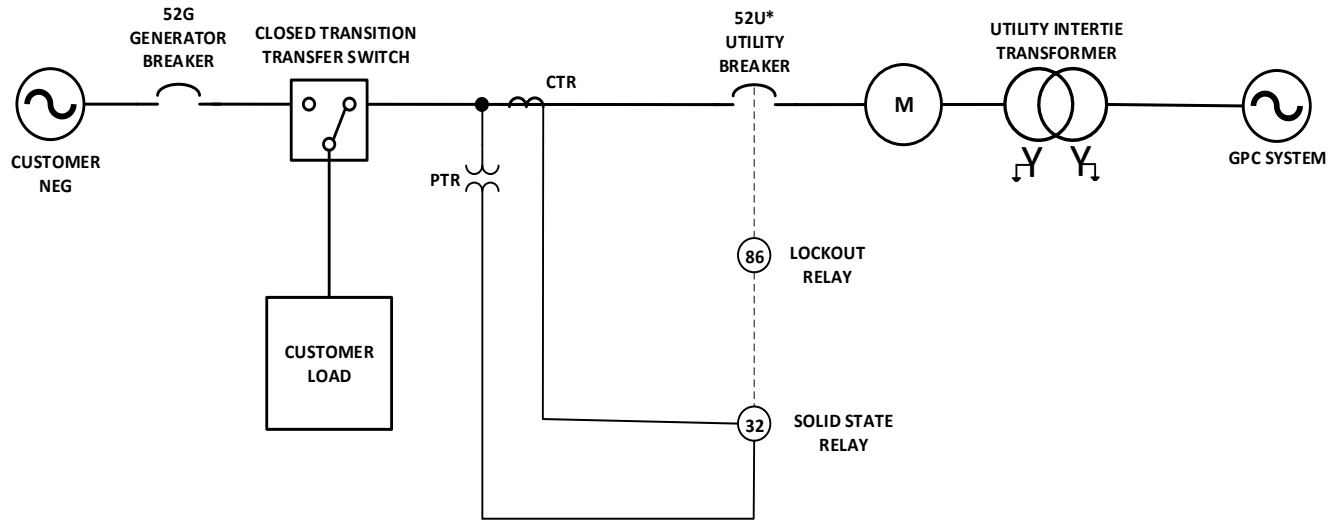 52G
GENERATOR
BREAKER
CLOSED TRANSITION
TRANSFER SWITCH
52U*
UTILITY
BREAKER
UTILITY INTERTIE
TRANSFORMER
CTR
M
CUSTOMER
NEG
GPC SYSTEM
PTR
86
LOCKOUT
RELAY
CUSTOMER
LOAD
32
SOLID STATE
RELAY